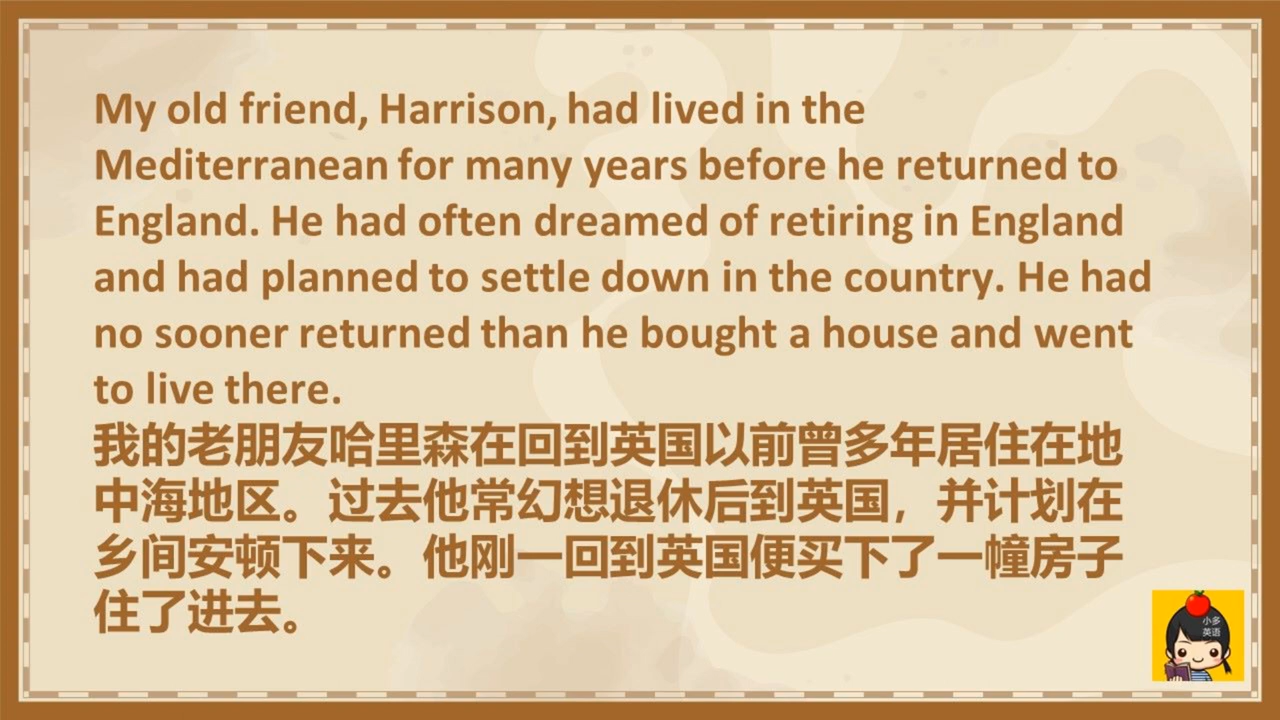 My old friend, Harrison, had lived in the
Mediterranean for many years before he returned to
England. He had often dreamed of retiring in England
and had planned to settle down in the country. He had
no sooner returned than he bought a house and went
to live there.
我的老朋友哈里森在回到英国以前曾多年居住在地
中海地区。过去他常幻想退休后到英国，并计划在
乡间安顿下来。他刚一回到英国便买下了一幢房子
住了进去。
小多
英语